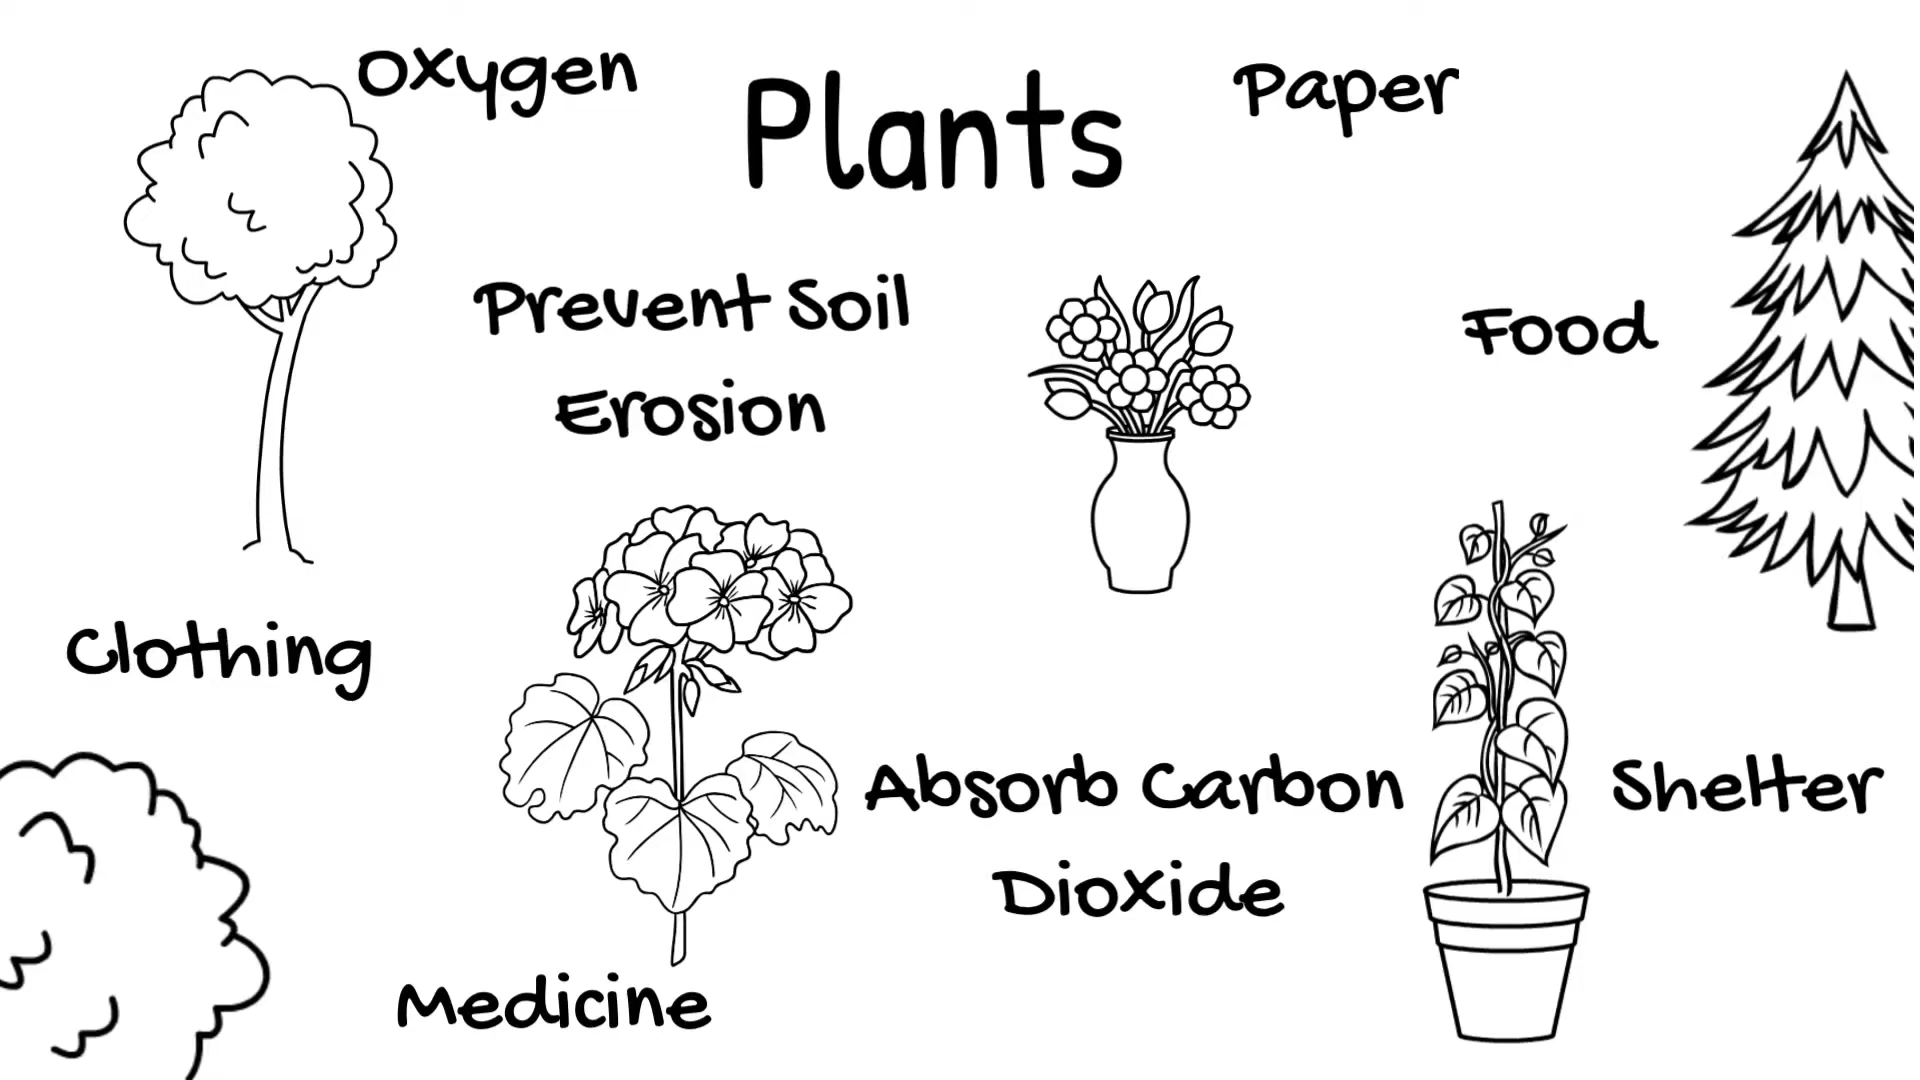 Oxygen
Plants
Paper
Prevent Soil
Erosion
Food
Clothing
Absorb Carbon
Dioxide
Shelter
Medicine